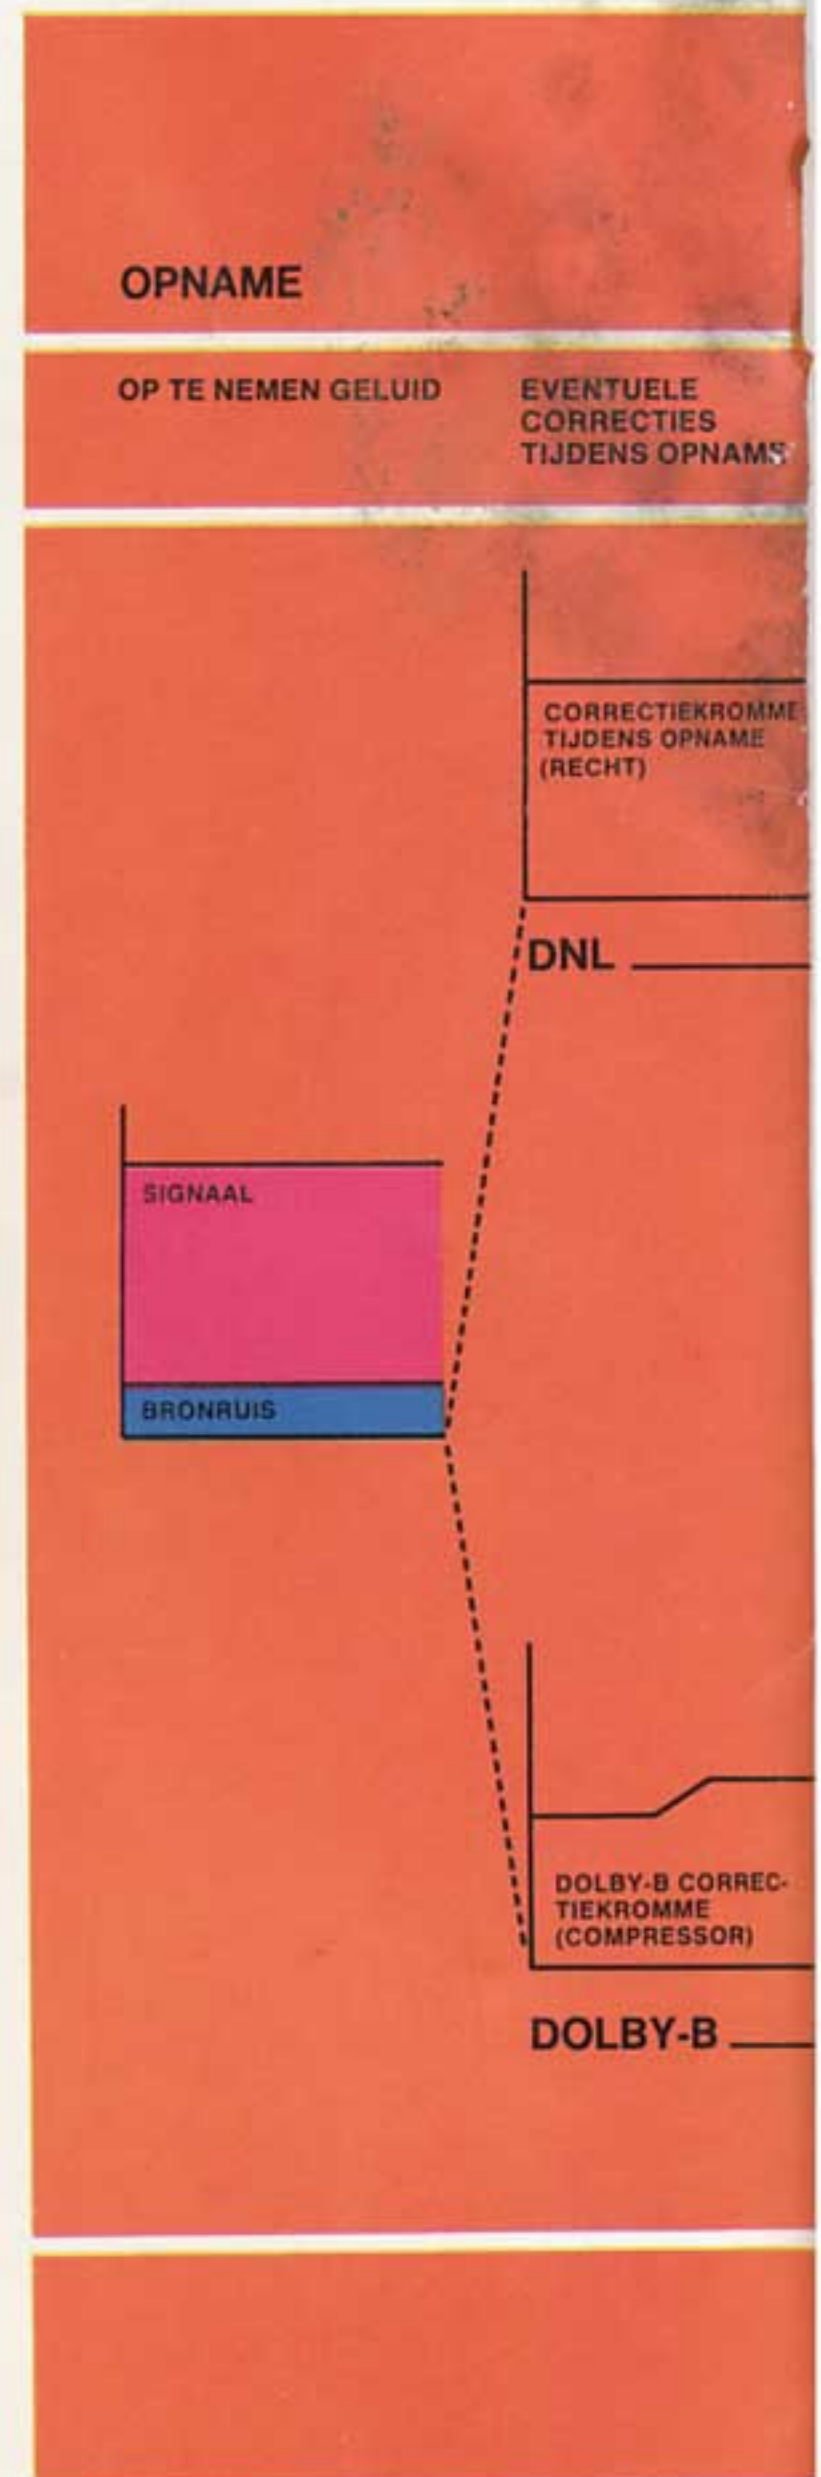 OPNAME
OP TE NEMEN GELUID
EVENTUELE
CORRECTIES
TIJDENS OPNAME
CORRECTIEKROMME
TIJDENS OPNAME
(RECHT)
DNL
SIGNAAL
BRONRUIS
DOLBY-B CORREC-
TIEKROMME
(COMPRESSOR)
DOLBY-B